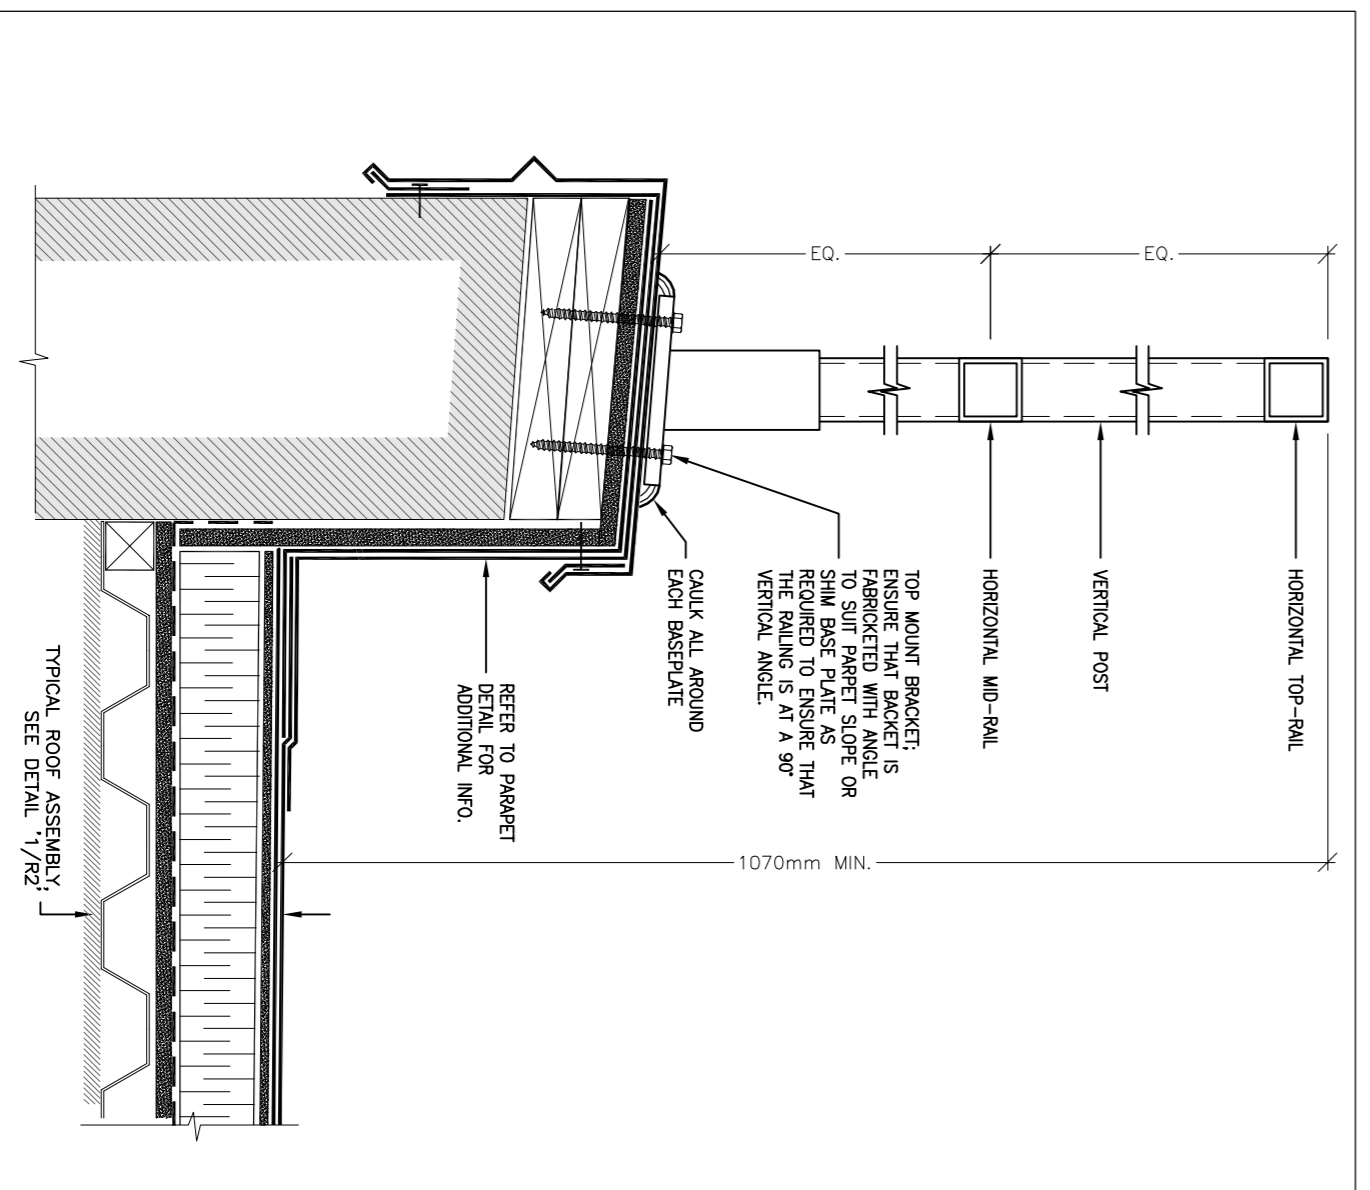 HORIZONTAL TOP-RAIL
VERTICAL POST
HORIZONTAL MID-RAIL
TOP MOUNT BRACKET;
ENSURE THAT BACKET IS
FABRICKETED WITH ANGLE
TO SUIT PARPET SLOPE OR
SHIM BASE PLATE AS
REQUIRED TO ENSURE THAT
THE RAILING IS AT A 90°
VERTICAL ANGLE.
CAULK ALL AROUND
EACH BASEPLATE
REFER TO PARAPET
DETAIL FOR
ADDITIONAL INFO.
TYPICAL ROOF ASSEMBLY,
SEE DETAIL '1/R2'
EQ.
EQ.
1070mm MIN.